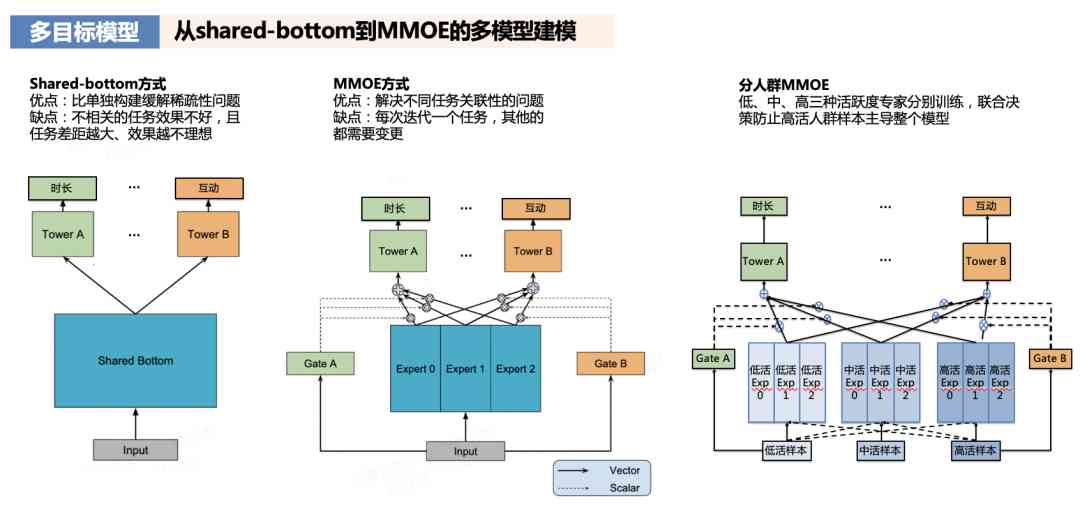 多目标模型
从shared-bottom到MMOE的多模型建模
Shared-bottom方式
优点：比单独构建缓解稀疏性问题
缺点：不相关的任务效果不好，且
任务差距越大、效果越不理想
时长
...
互动
Tower A
...
Tower B
Shared Bottom
Input
MMOE方式
优点：解决不同任务关联性的问题
缺点：每次迭代一个任务，其他的
都需要变更
时长
...
互动
Tower A
...
Tower B
Gate A
Expert 0
Expert 1
Expert 2
Gate B
Input
Vector
Scalar
分人群MMOE
低、中、高三种活跃度专家分别训练，联合决
策防止高活人群样本主导整个模型
时长
...
互动
Tower A
...
Tower B
Gate A
低活
Exp
0
低活
Exp
1
低活
Exp
2
中活
Exp
0
中活
Exp
1
中活
Exp
2
高活
Exp
0
高活
Exp
1
高活
Exp
2
Gate B
低活样本
中活样本
高活样本